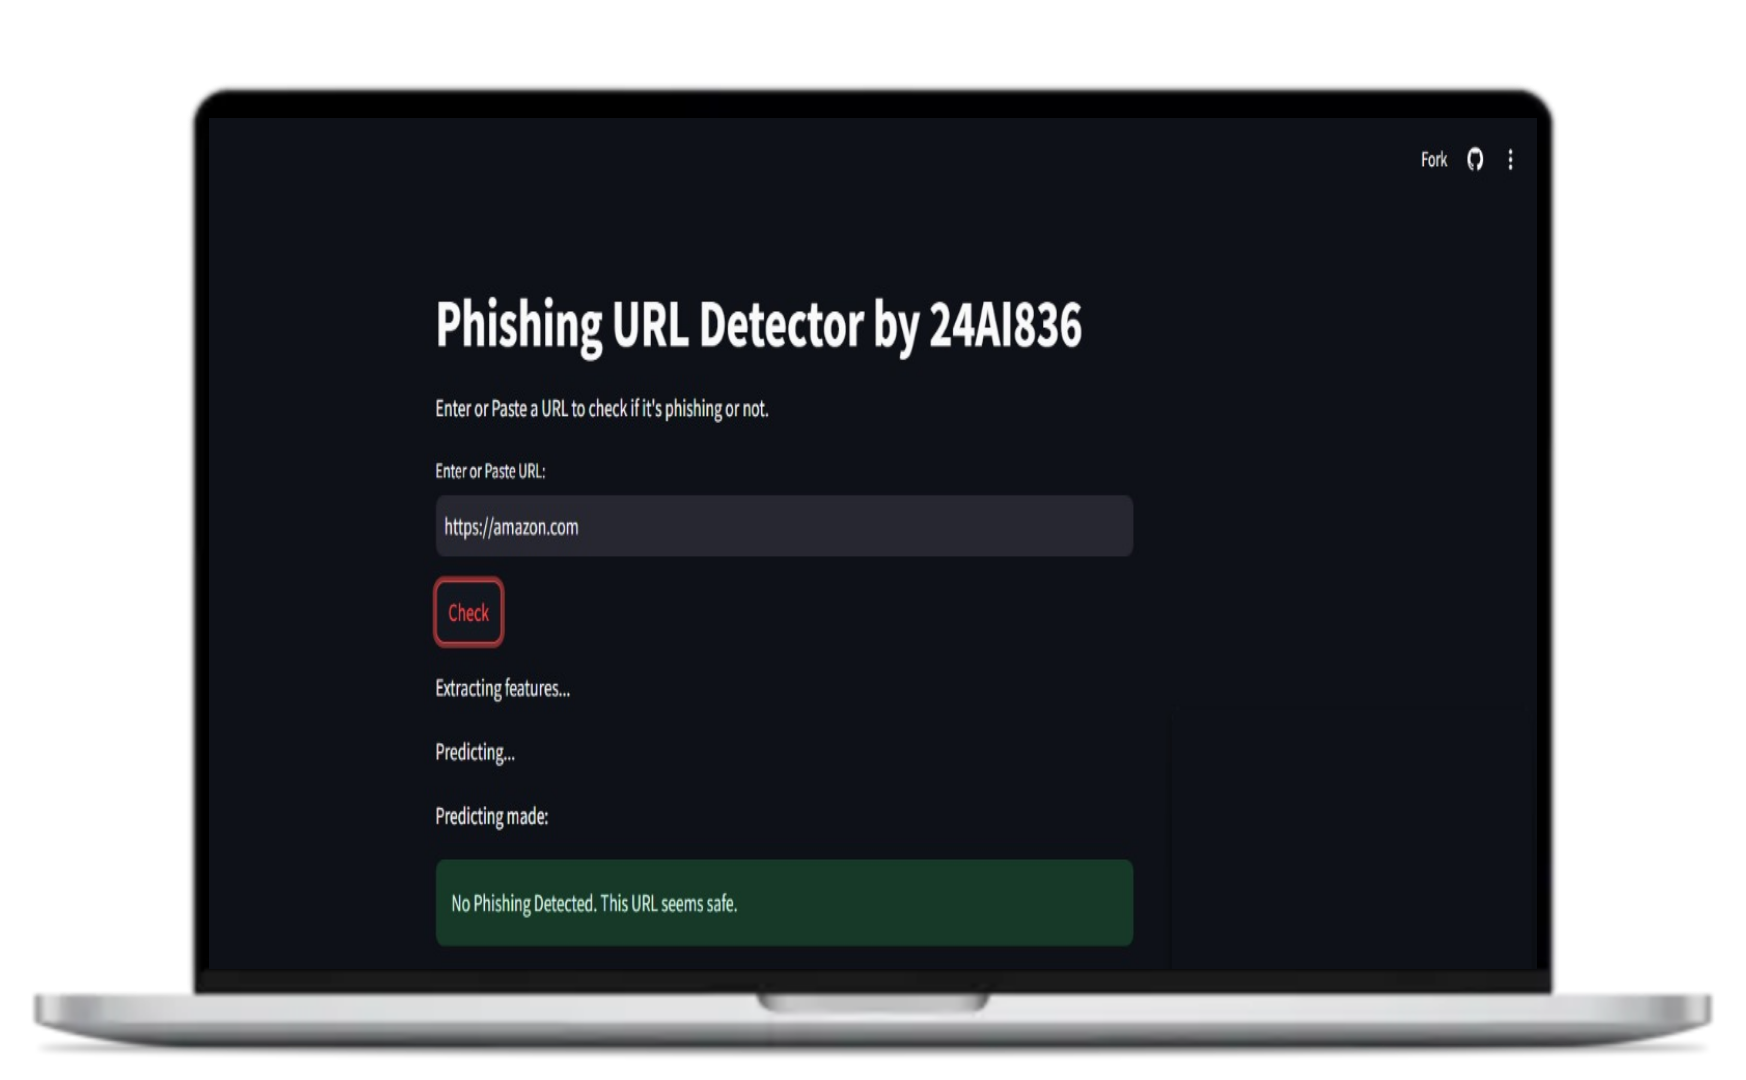 Fork
Phishing URL Detector by 24AI836
Enter or Paste a URL to check if it's phishing or not.
Enter or Paste URL:
https://amazon.com
Check
Extracting features...
Predicting...
Predicting made:
No Phishing Detected. This URL seems safe.